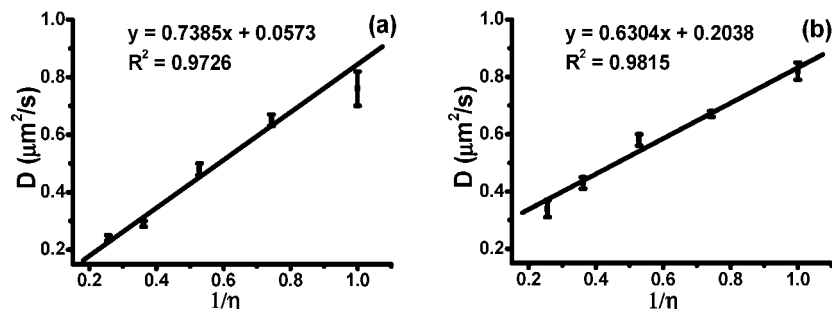 (a)
y = 0.7385x + 0.0573
R² = 0.9726
D (µm²/s)
0.8
0.6
0.4
0.2
0.2 0.4 0.6 0.8 1.0
1/η
(b)
y = 0.6304x + 0.2038
R² = 0.9815
D (µm²/s)
1.0
0.8
0.6
0.4
0.2
0.2 0.4 0.6 0.8 1.0
1/η